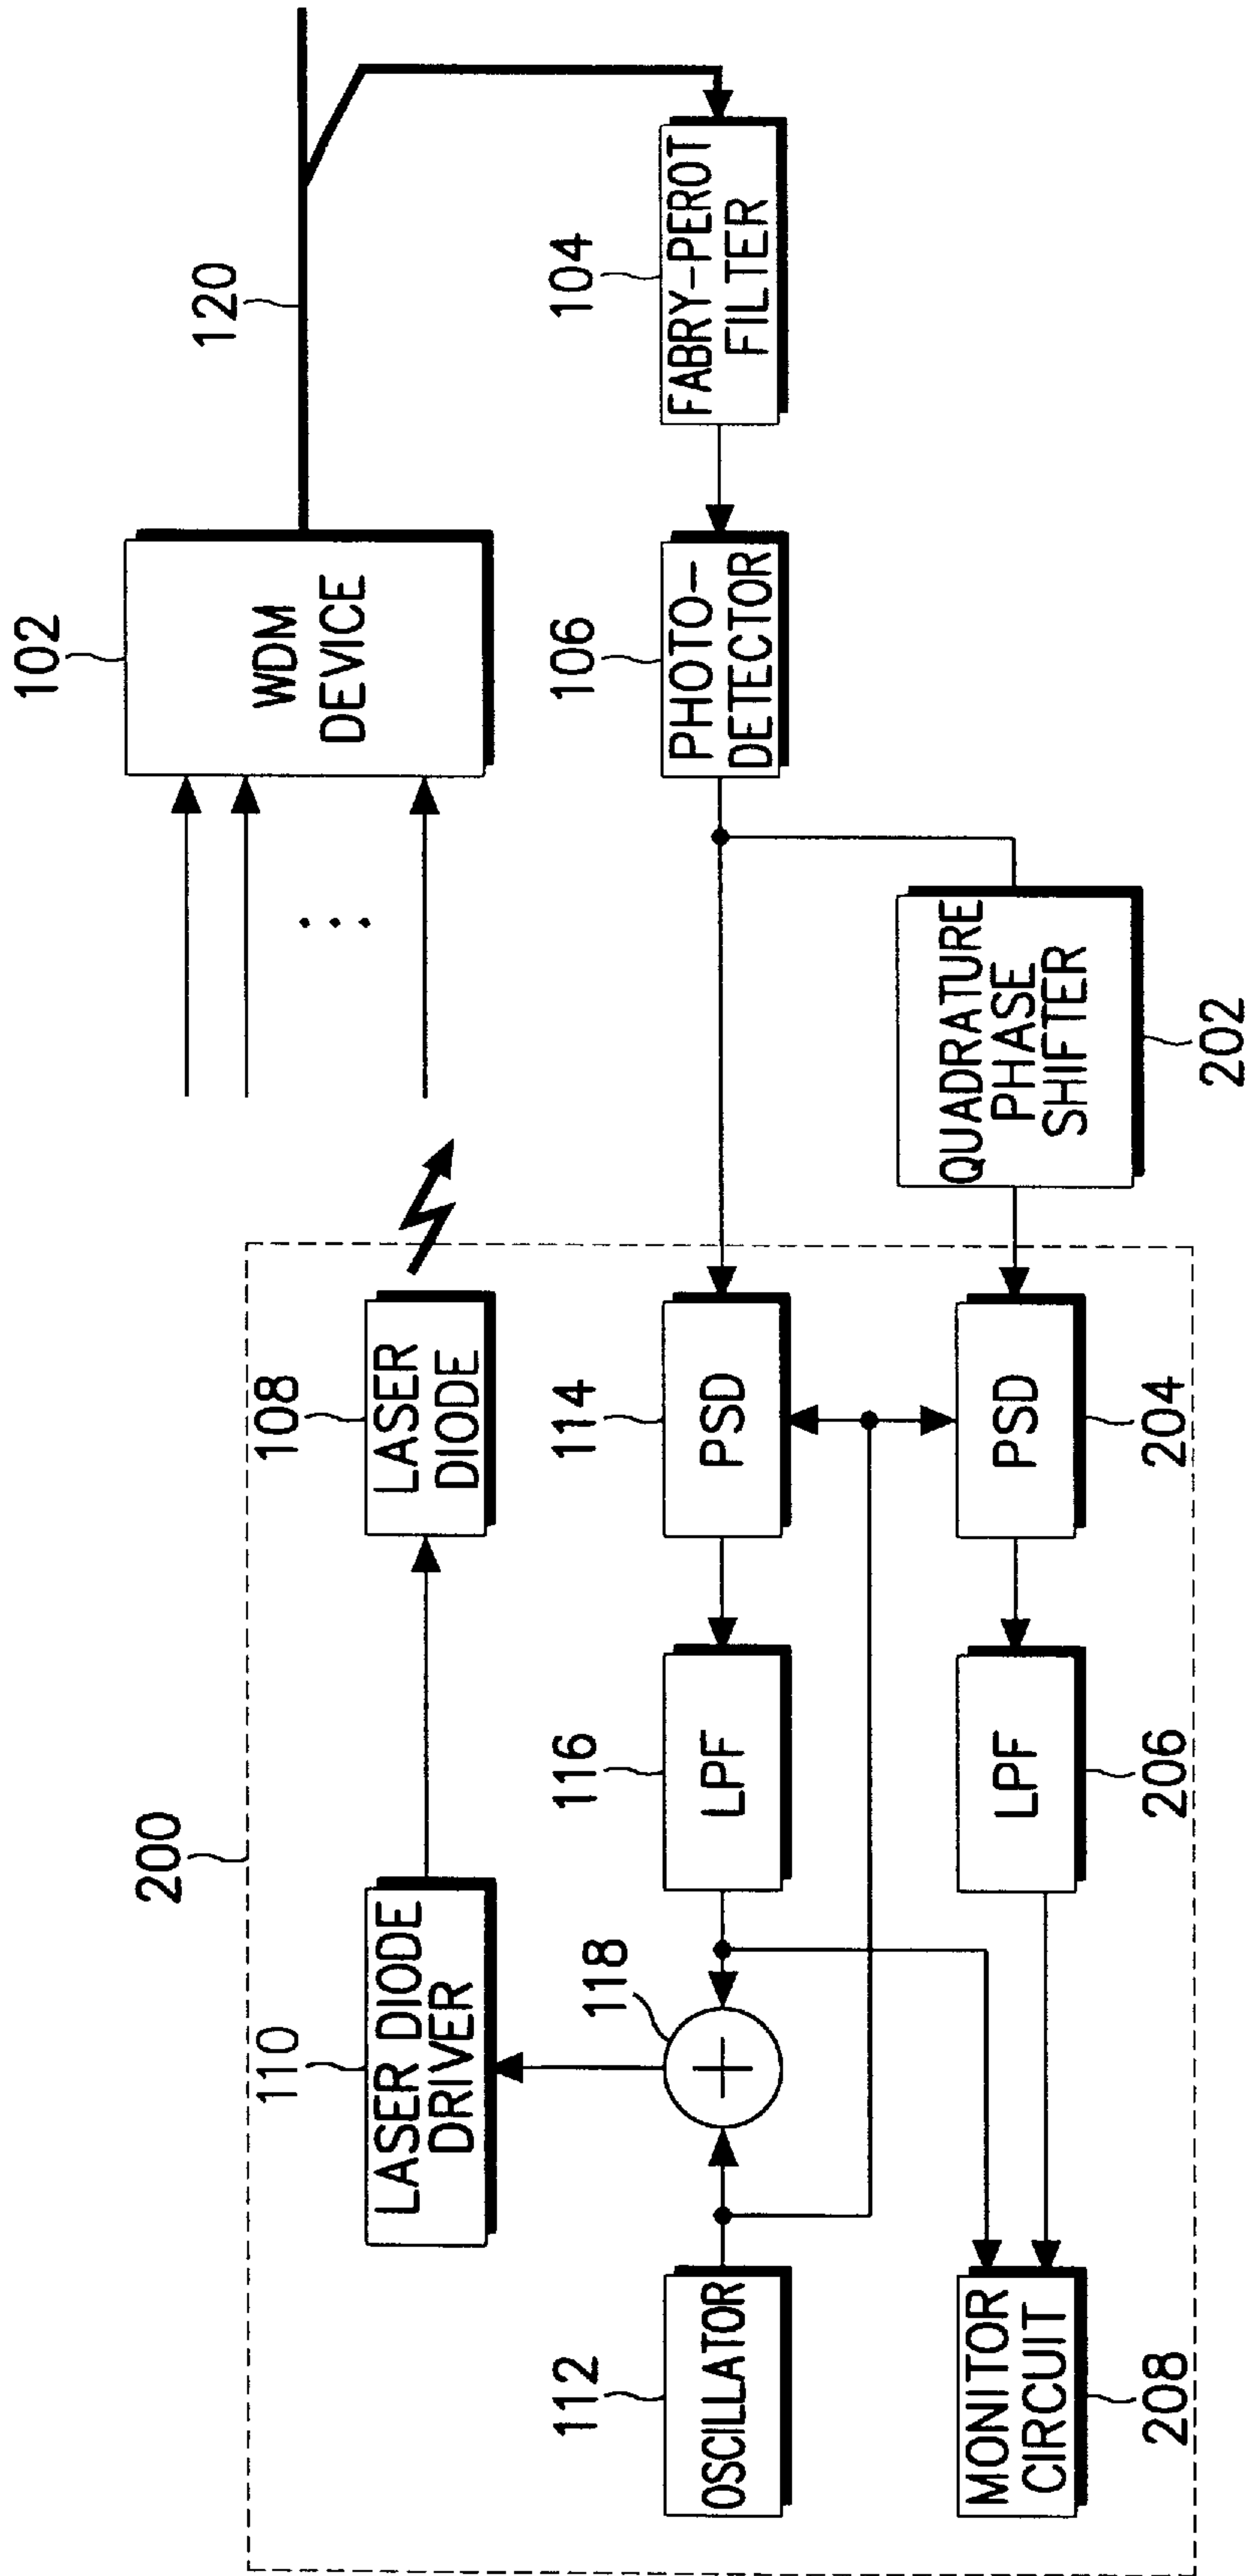 200
110
LASER DIODE
DRIVER
108
LASER
DIODE
102
WDM
DEVICE
120
112
OSCILLATOR
118
+
116
LPF
114
PSD
106
PHOTO-
DETECTOR
104
FABRY-PEROT
FILTER
MONITOR
CIRCUIT
208
LPF
206
PSD
204
QUADRATURE
PHASE
SHIFTER
202